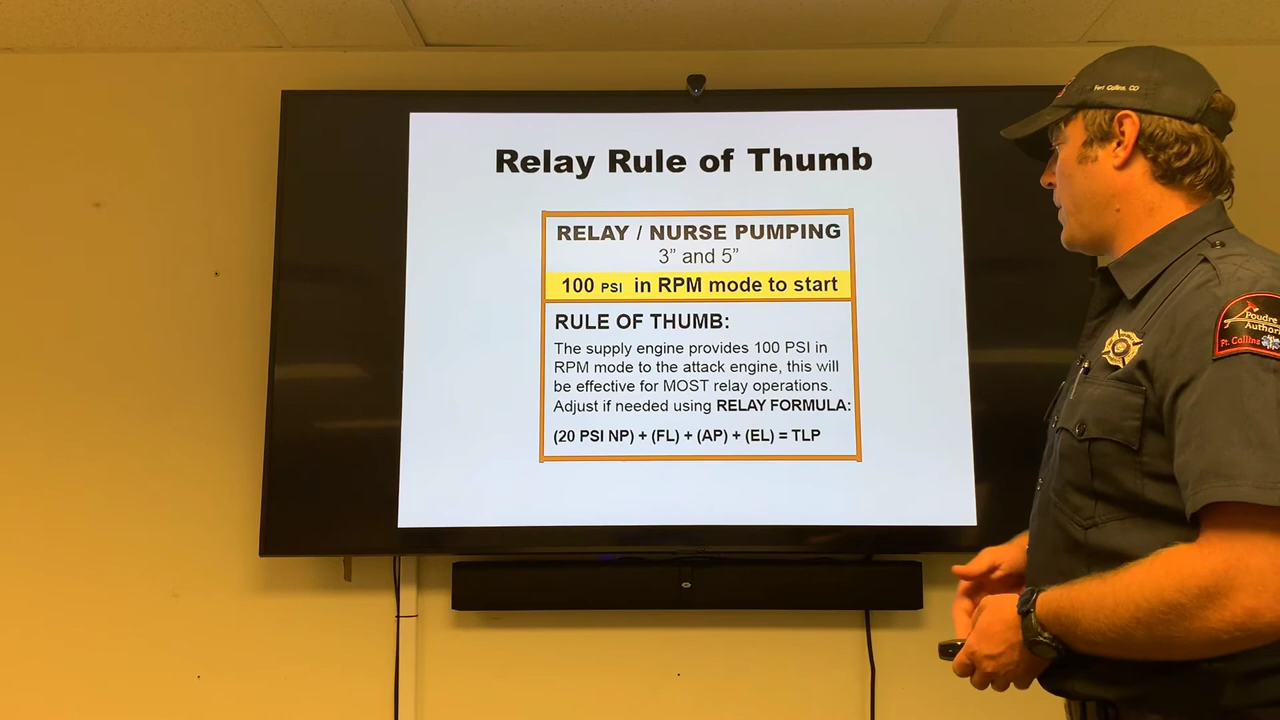 Relay Rule of Thumb
RELAY / NURSE PUMPING
3” and 5”
100 PSI in RPM mode to start
RULE OF THUMB:
The supply engine provides 100 PSI in
RPM mode to the attack engine, this will
be effective for MOST relay operations.
Adjust if needed using RELAY FORMULA:
(20 PSI NP) + (FL) + (AP) + (EL) = TLP
Fort Collins, CO
Poudre
Author
Ft. Collins